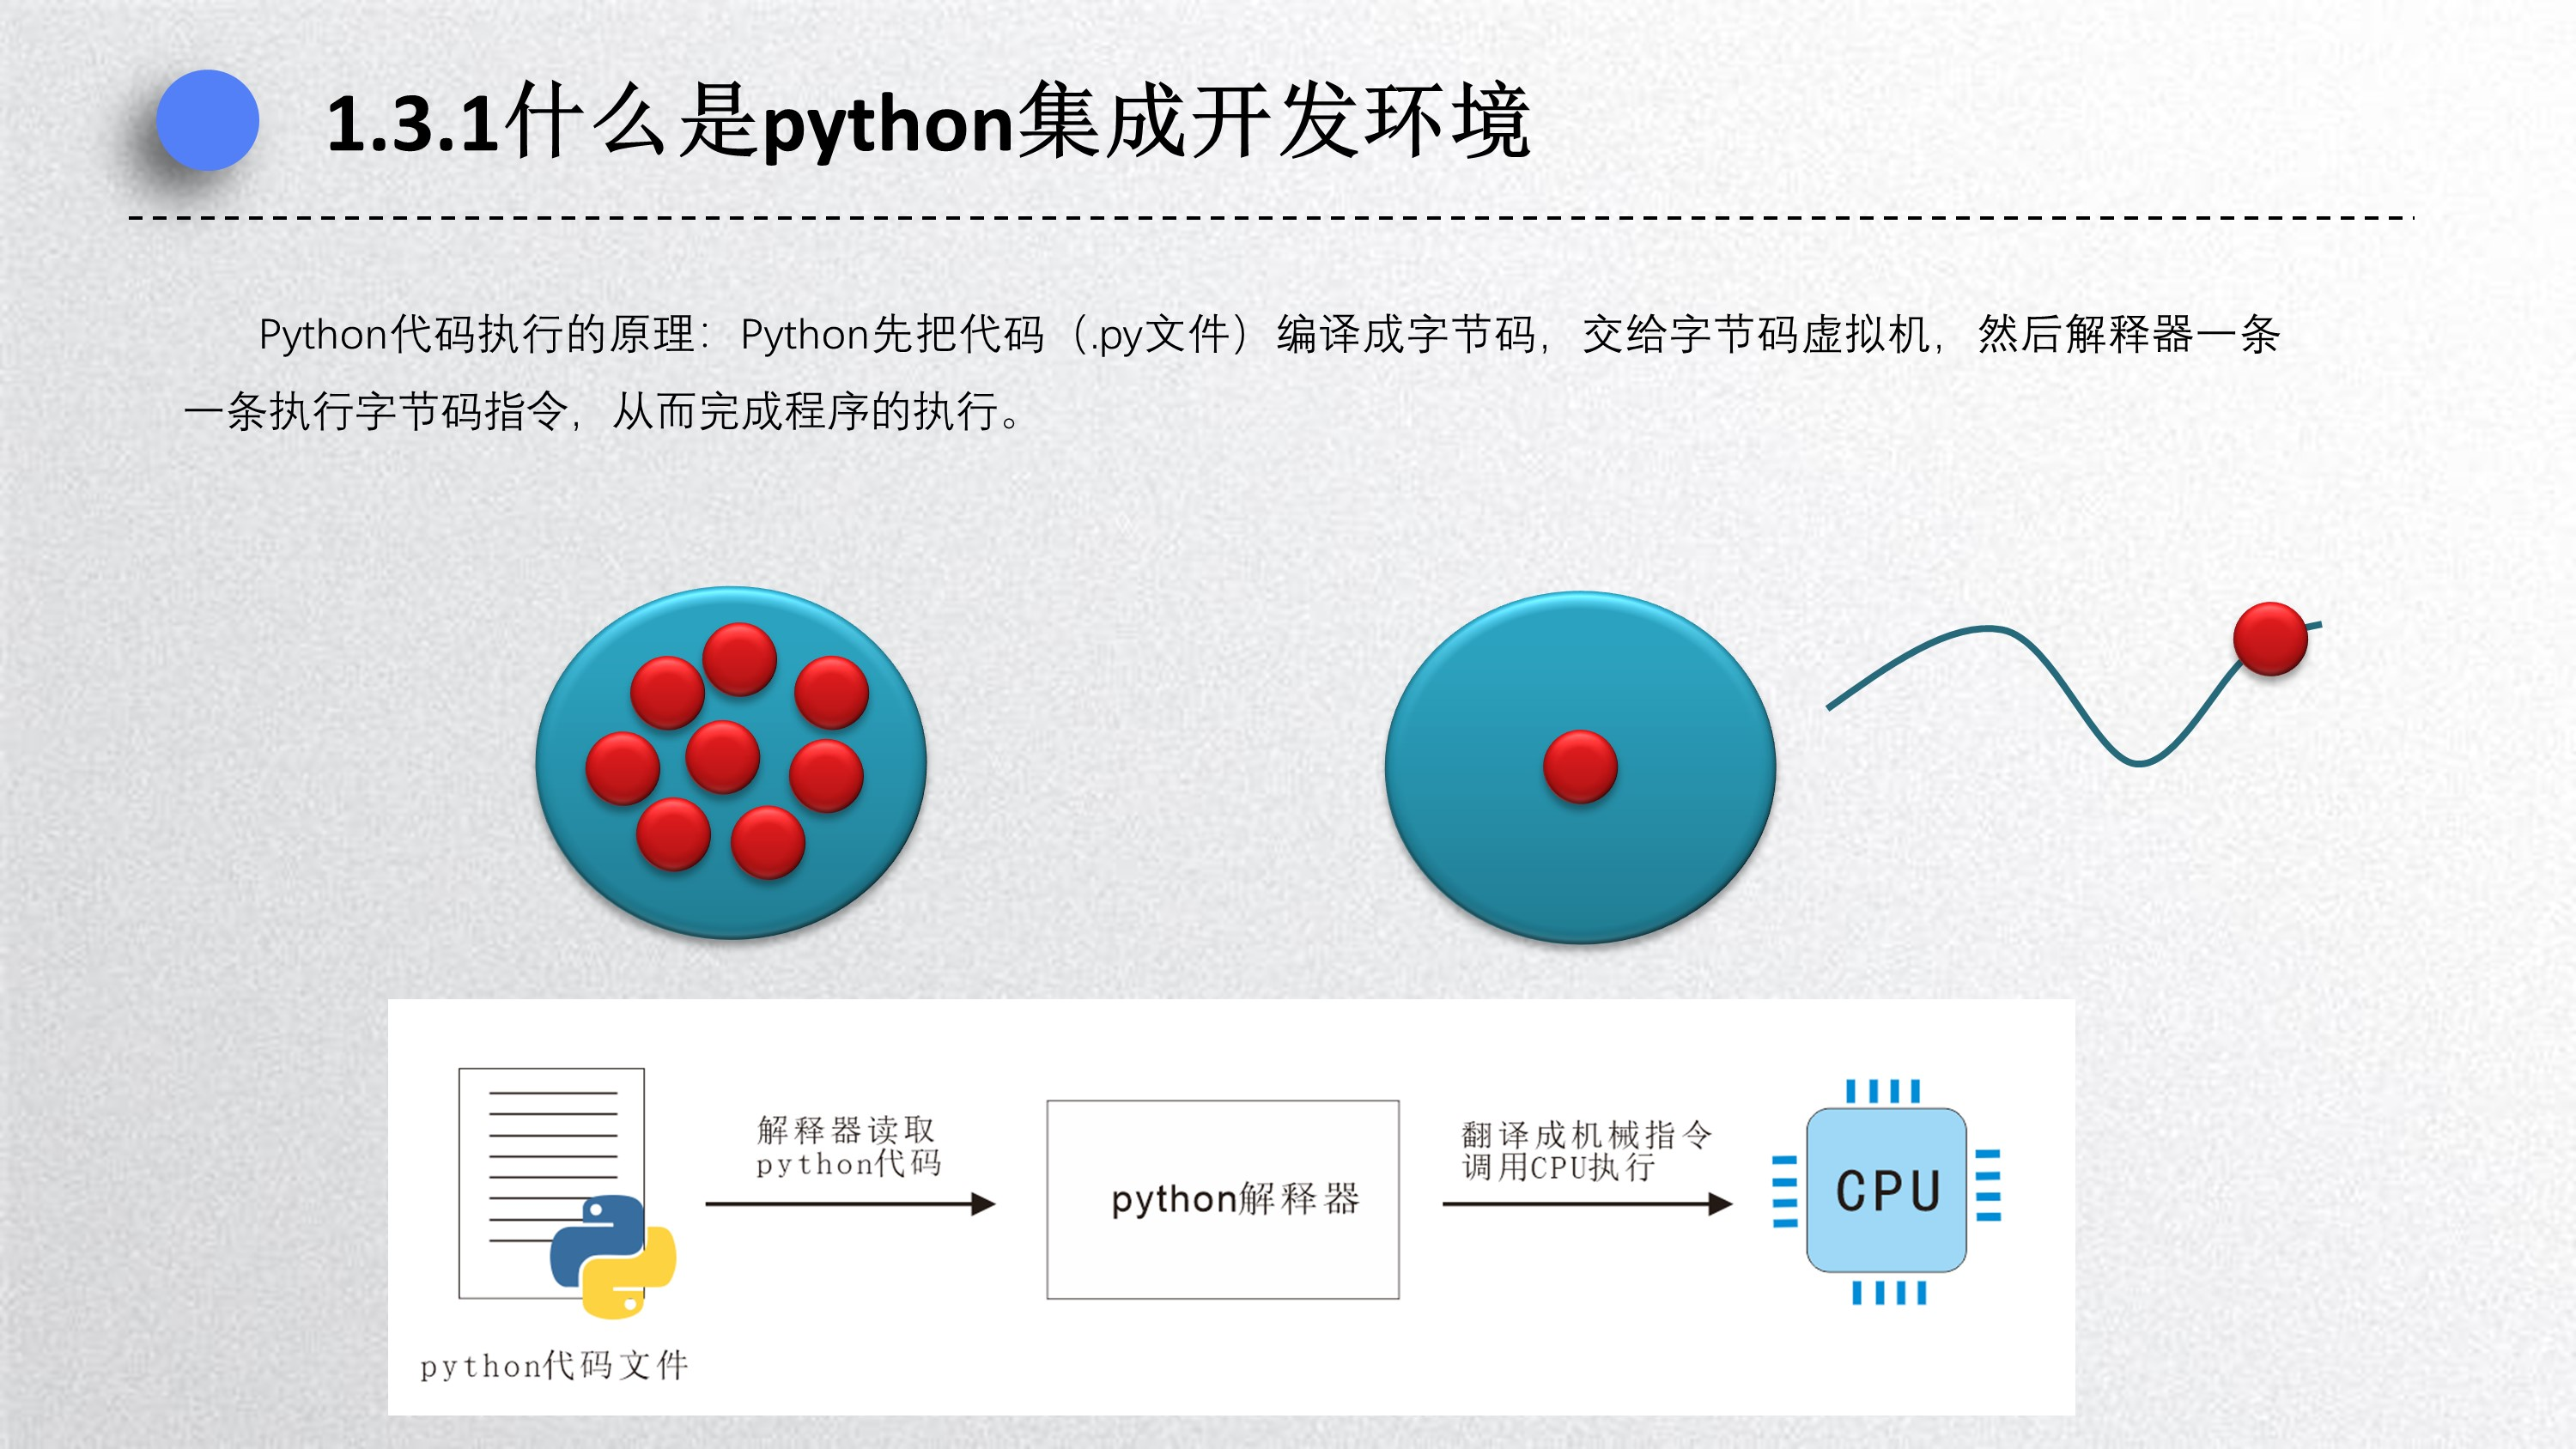 1.3.1什么是python集成开发环境
Python代码执行的原理：Python先把代码（.py文件）编译成字节码，交给字节码虚拟机，然后解释器一条
一条执行字节码指令，从而完成程序的执行。
解释器读取
python代码
python解释器
翻译成机械指令
调用CPU执行
CPU
python代码文件